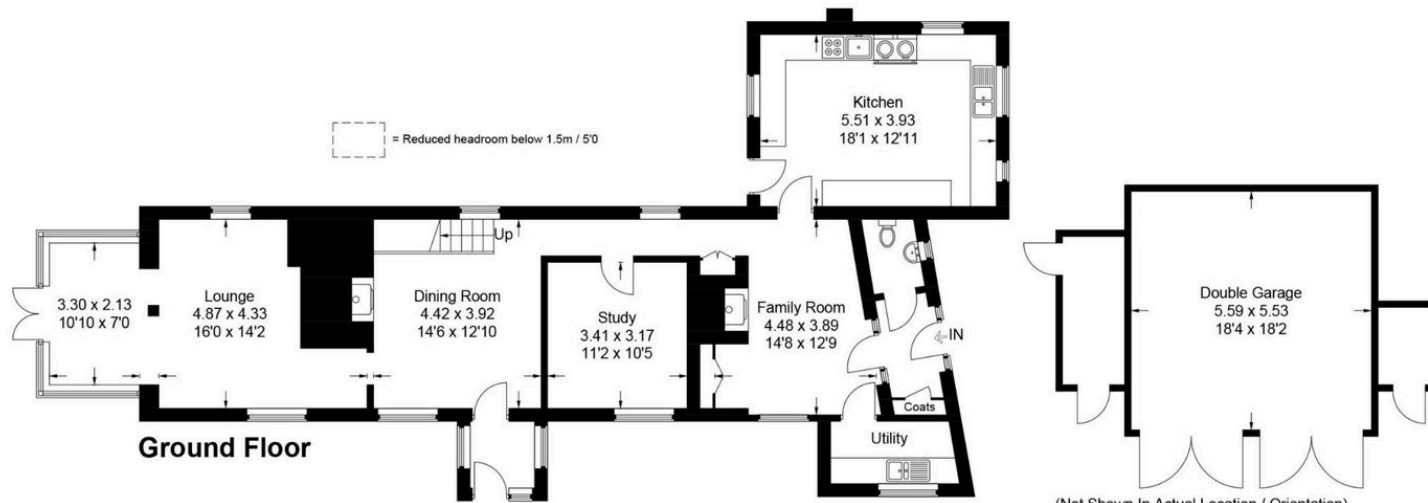 Kitchen
5.51 x 3.93
18'1 x 12'11
= Reduced headroom below 1.5m / 5'0
Up
3.30 x 2.13
10'10 x 7'0
Lounge
4.87 x 4.33
16'0 x 14'2
Dining Room
4.42 x 3.92
14'6 x 12'10
Study
3.41 x 3.17
11'2 x 10'5
Family Room
4.48 x 3.89
14'8 x 12'9
IN
Coats
Utility
Double Garage
5.59 x 5.53
18'4 x 18'2
Ground Floor
(Not Shown In Actual Location / Orientation)